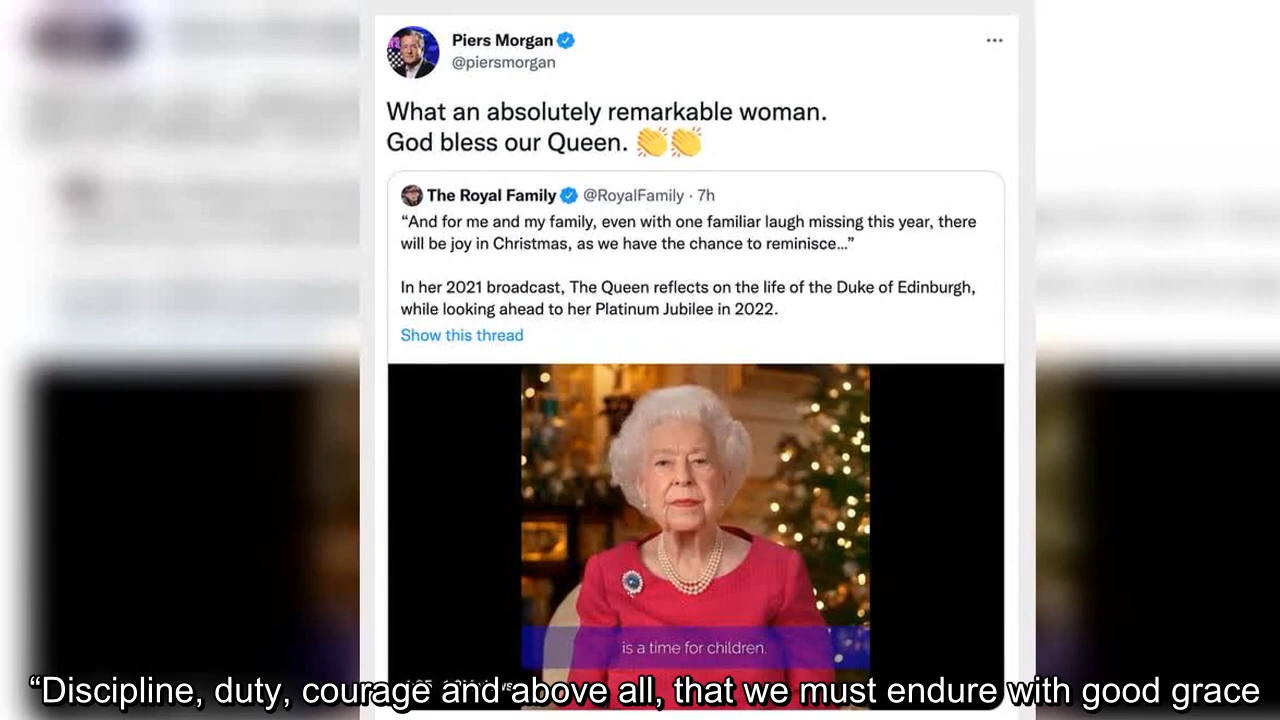 Piers Morgan
@piersmorgan
What an absolutely remarkable woman.
God bless our Queen. 👏👏
The Royal Family @RoyalFamily · 7h
“And for me and my family, even with one familiar laugh missing this year, there
will be joy in Christmas, as we have the chance to reminisce...”
In her 2021 broadcast, The Queen reflects on the life of the Duke of Edinburgh,
while looking ahead to her Platinum Jubilee in 2022.
Show this thread
is a time for children.
“Discipline, duty, courage and above all, that we must endure with good grace